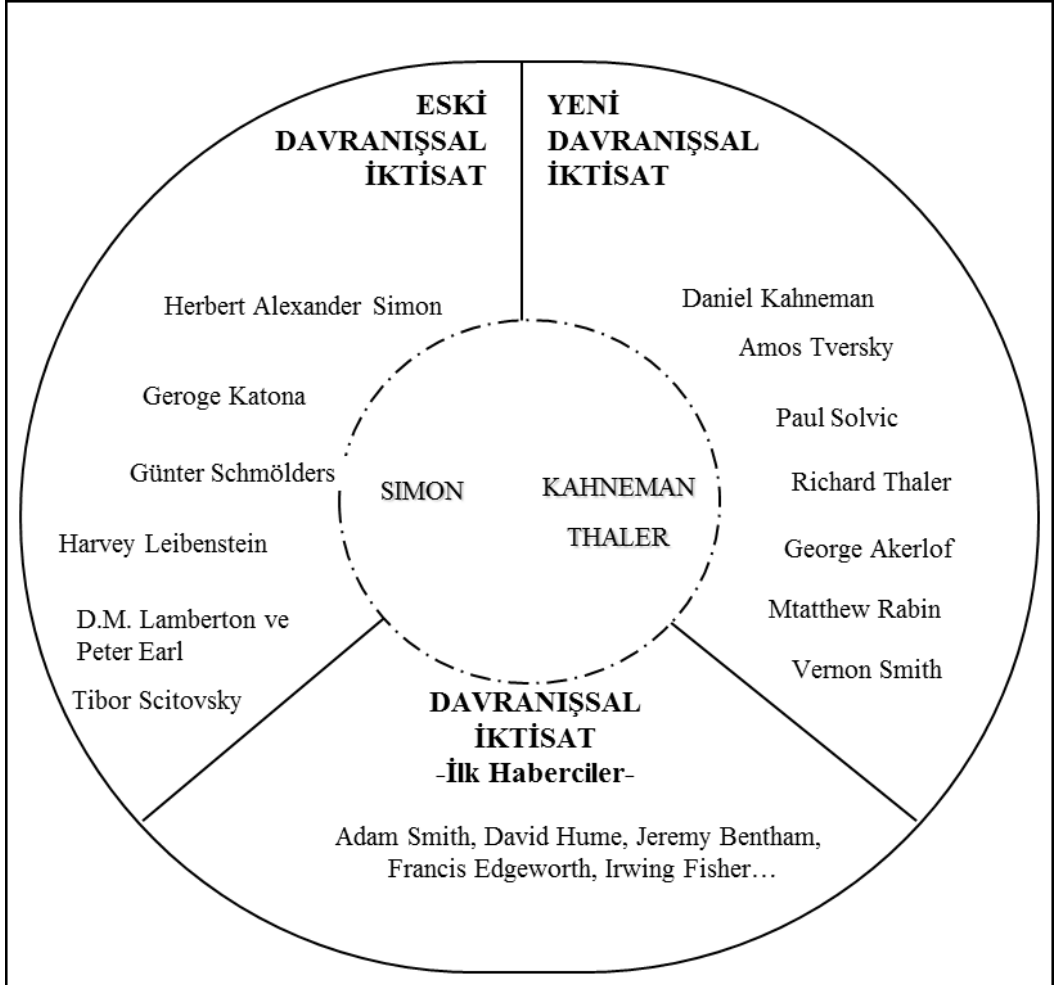 ESKİ
DAVRANIŞSAL
İKTİSAT
YENİ
DAVRANIŞSAL
İKTİSAT
Herbert Alexander Simon
Geroge Katona
Günter Schmölders
Harvey Leibenstein
D.M. Lamberton ve
Peter Earl
Tibor Scitovsky
SIMON
KAHNEMAN
THALER
Daniel Kahneman
Amos Tversky
Paul Solvic
Richard Thaler
George Akerlof
Mtatthew Rabin
Vernon Smith
DAVRANIŞSAL
İKTİSAT
-İlk Haberciler-
Adam Smith, David Hume, Jeremy Bentham,
Francis Edgeworth, Irwing Fisher…